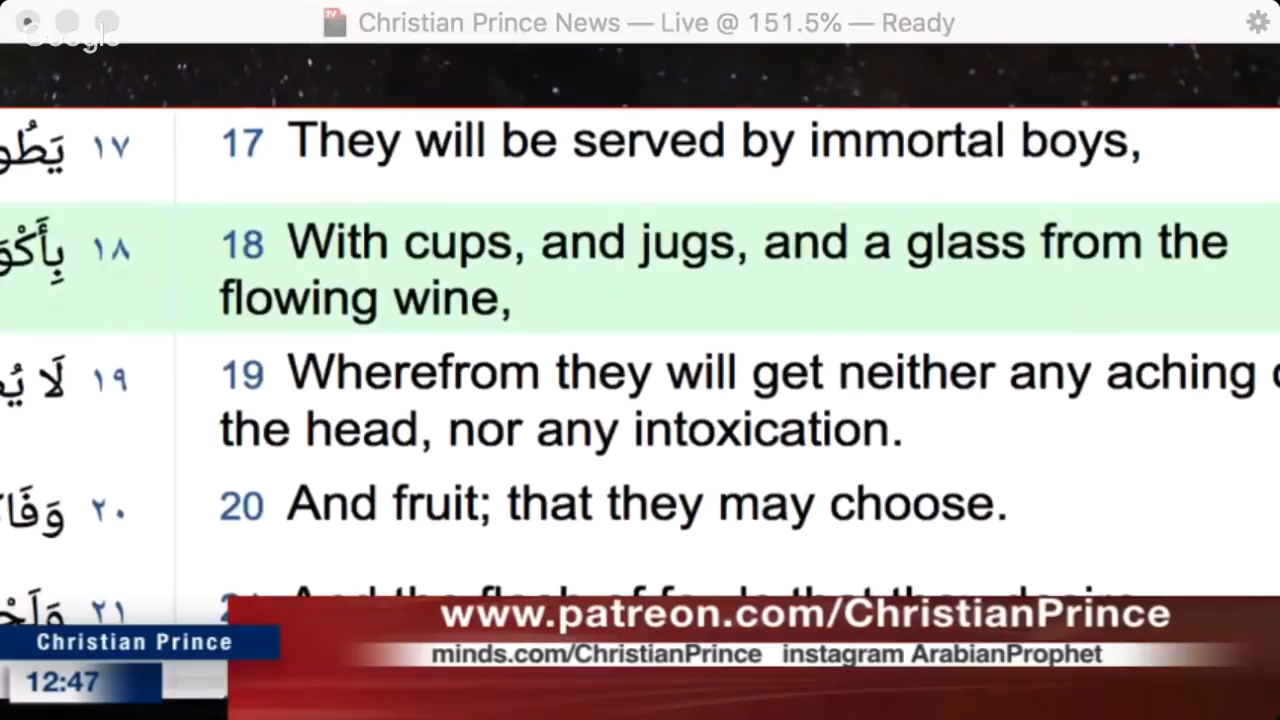 Christian Prince News — Live @ 151.5% — Ready
Google
١٧ 17 They will be served by immortal boys,
١٨ 18 With cups, and jugs, and a glass from the
flowing wine,
لَا ١٩ 19 Wherefrom they will get neither any aching
the head, nor any intoxication.
٢٠ 20 And fruit; that they may choose.
٢١
www.patreon.com/ChristianPrince
Christian Prince
minds.com/ChristianPrince instagram ArabianProphet
12:47